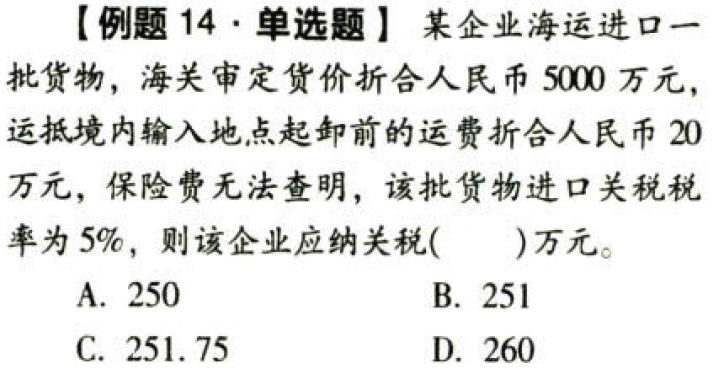 【例题 14·单选题】 某企业海运进口一
批货物，海关审定货价折合人民币 5000 万元，
运抵境内输入地点起卸前的运费折合人民币 20
万元，保险费无法查明，该批货物进口关税税
率为 5%，则该企业应纳关税(　　)万元。
A. 250　　B. 251
C. 251.75　　D. 260